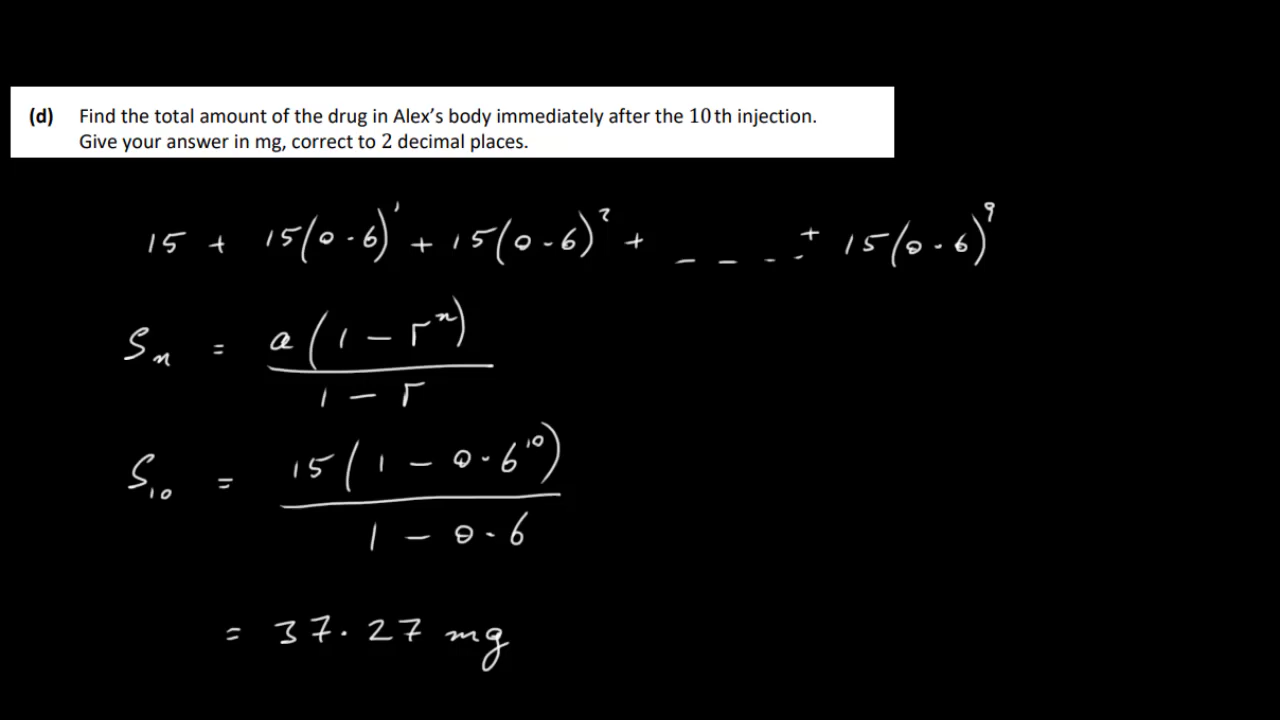 (d) Find the total amount of the drug in Alex's body immediately after the 10th injection.
Give your answer in mg, correct to 2 decimal places.
15 + 15(0.6)¹ + 15(0.6)² + _ _ _ _ + 15(0.6)⁹
Sₙ = a(1 − rⁿ)
1 − r
S₁₀ = 15(1 − 0.6¹⁰)
1 − 0.6
= 37.27 mg